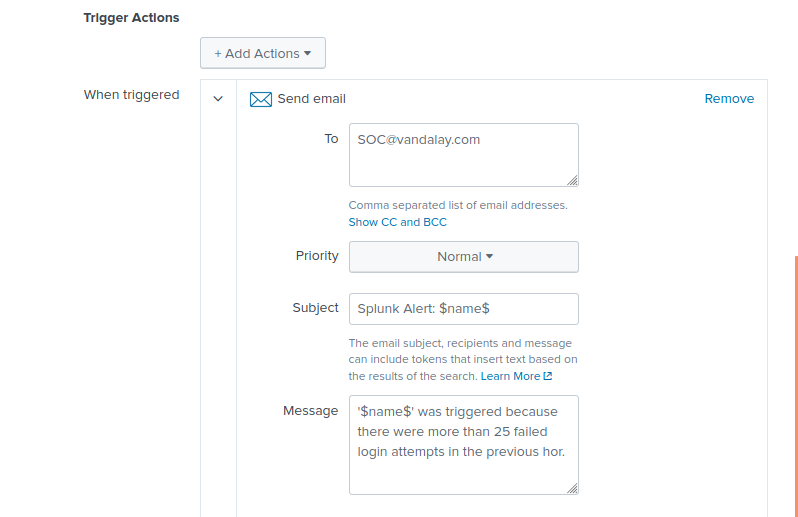 Trigger Actions
+ Add Actions
When triggered
Send email
Remove
To
SOC@vandalay.com
Comma separated list of email addresses.
Show CC and BCC
Priority
Normal
Subject
Splunk Alert: $name$
The email subject, recipients and message
can include tokens that insert text based on
the results of the search. Learn More
Message
'$name$' was triggered because
there were more than 25 failed
login attempts in the previous hor.